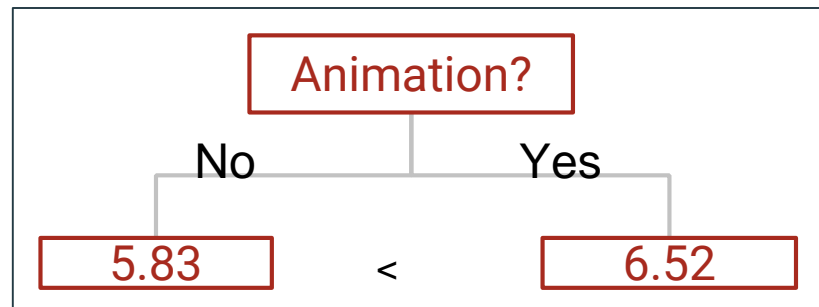 Animation?
No Yes
5.83 < 6.52